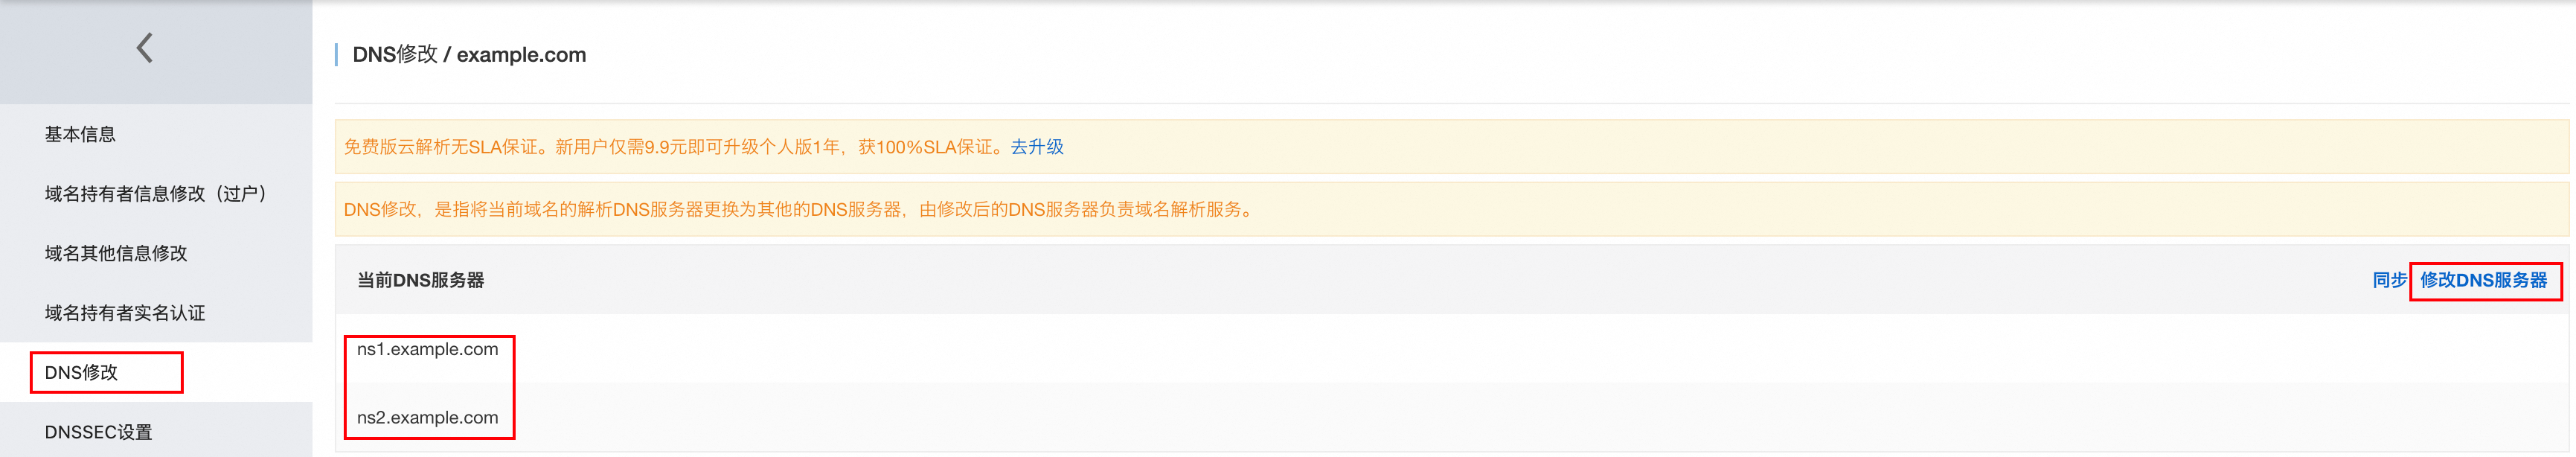 DNS修改 / example.com
基本信息
域名持有者信息修改（过户）
域名其他信息修改
域名持有者实名认证
DNS修改
DNSSEC设置
免费版云解析无SLA保证。新用户仅需9.9元即可升级个人版1年，获100%SLA保证。去升级
DNS修改，是指将当前域名的解析DNS服务器更换为其他的DNS服务器，由修改后的DNS服务器负责域名解析服务。
当前DNS服务器
同步 修改DNS服务器
ns1.example.com
ns2.example.com